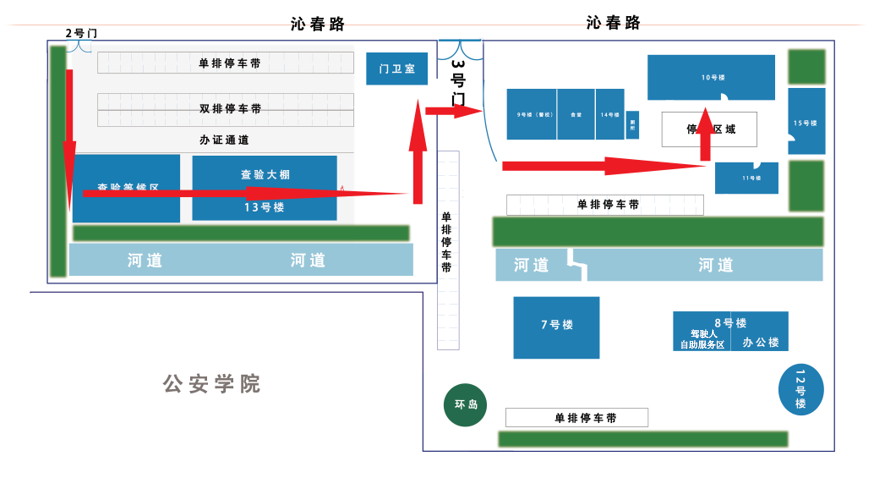 沁春路
沁春路
2号门
单排停车带
门卫室
3号门
10号楼
双排停车带
9号楼（餐厅）
食堂
14号楼
停
区域
15号楼
办证通道
查验大棚
查验等候区
13号楼
11号楼
单排停车带
单排停车带
河道
河道
河道
河道
7号楼
8号楼
驾驶人
自助服务区
办公楼
公安学院
12号楼
环岛
单排停车带